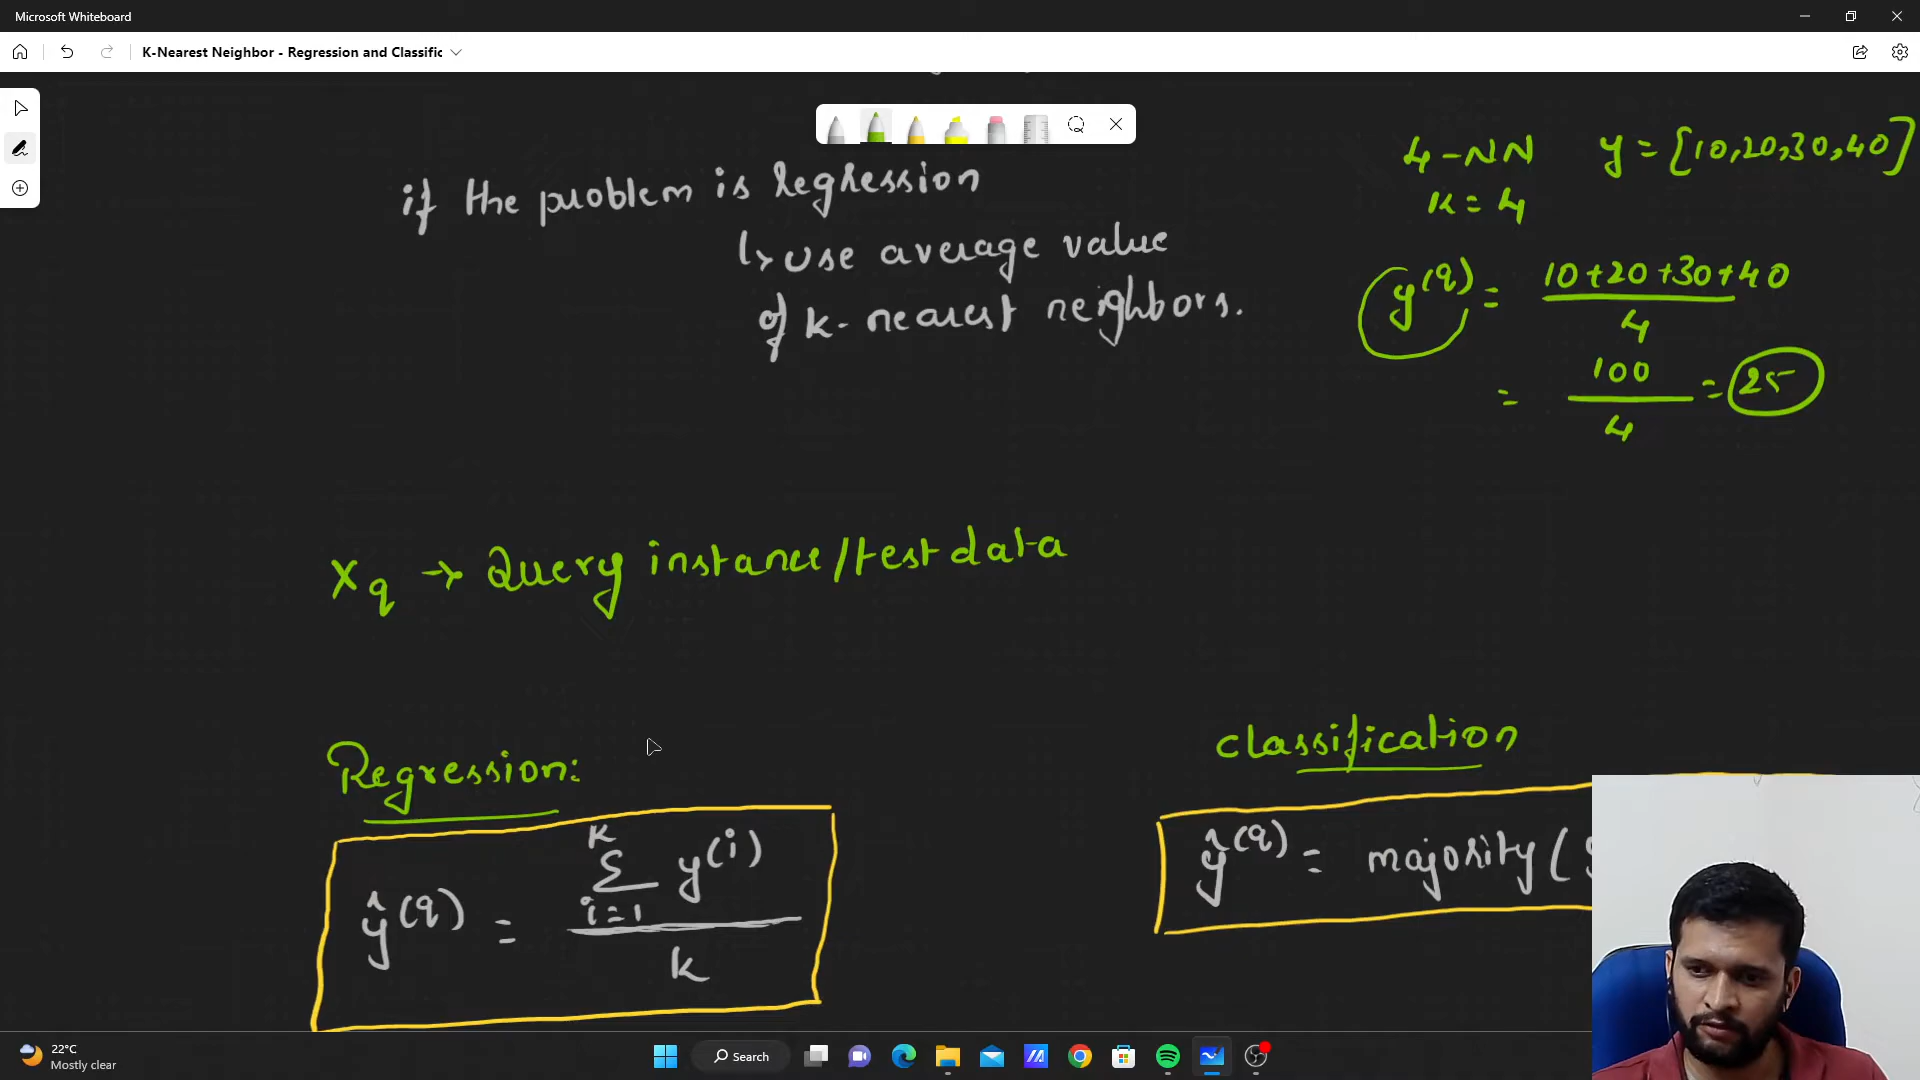 Microsoft Whiteboard
K-Nearest Neighbor - Regression and Classific
if the problem is Regression
↳ use average value
of k-nearest neighbors.
4-NN y = [10,20,30,40]
k = 4
y^(q) = 10+20+30+40
4
= 100 = 25
4
Xq → Query instance/test data
Regression:
ŷ^(q) = K Σ i=1 y^(i)
k
classification
ŷ^(q) = majority(
22°C
Mostly clear
Search